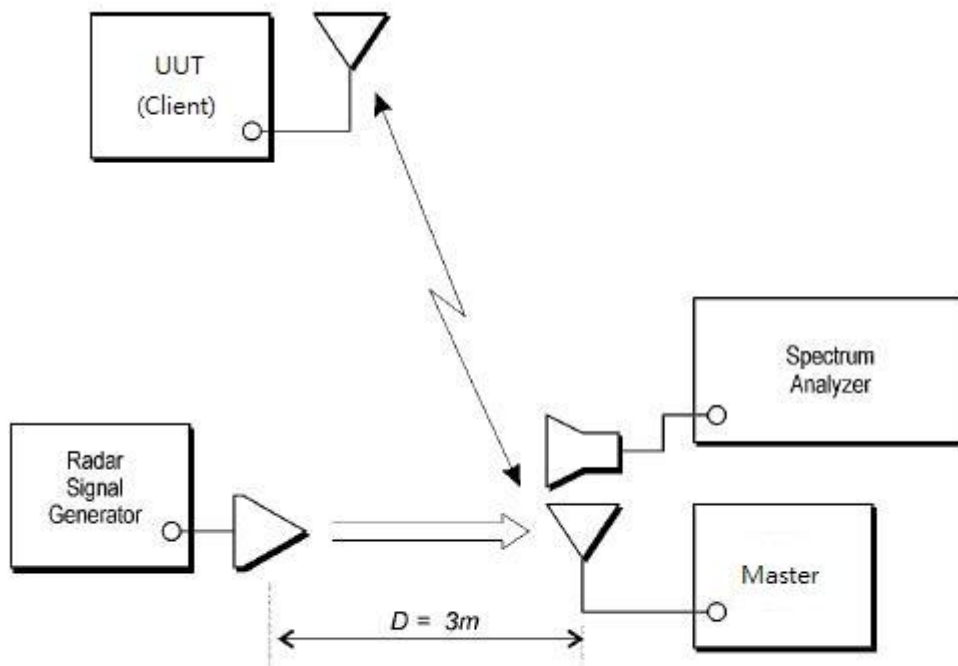 UUT
(Client)
Spectrum
Analyzer
Radar
Signal
Generator
Master
D = 3m